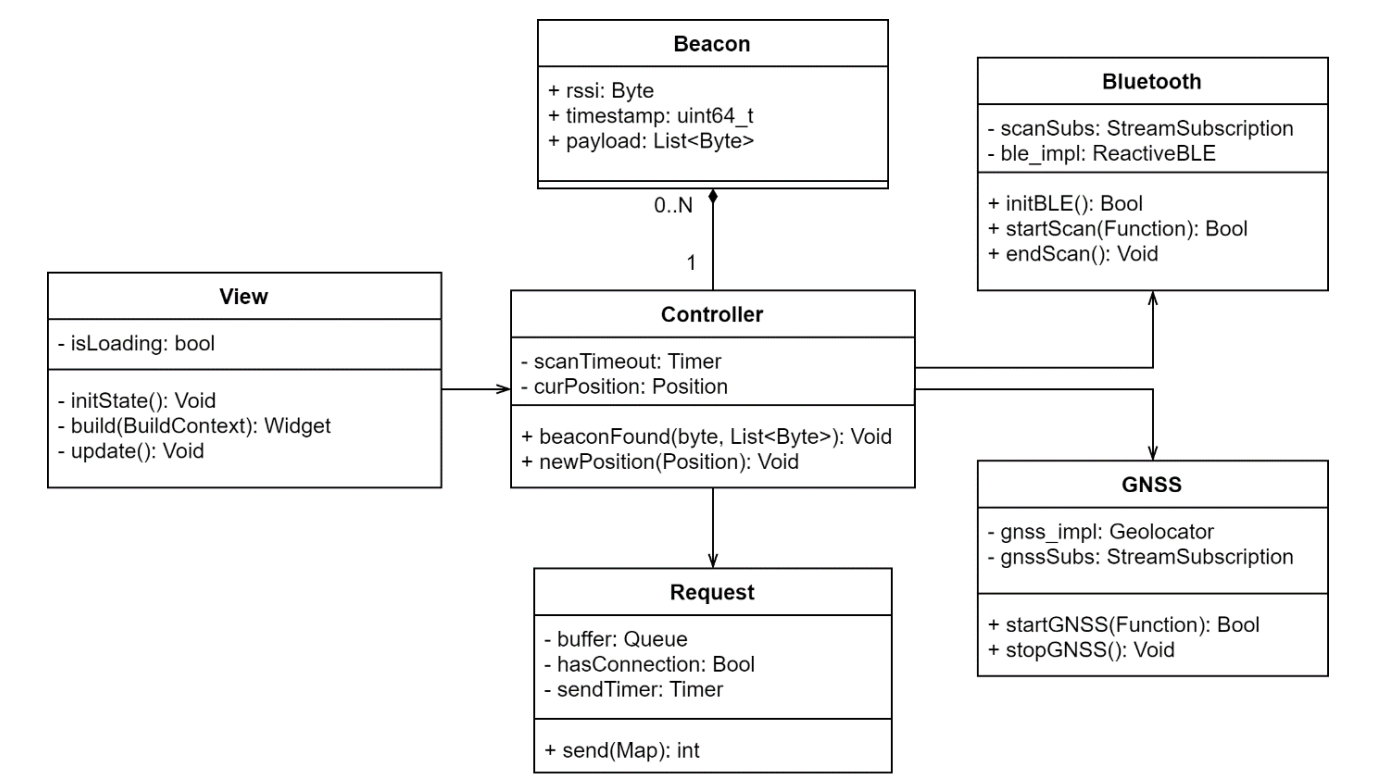 Beacon
+ rssi: Byte
+ timestamp: uint64_t
+ payload: List<Byte>
0..N
1
Bluetooth
- scanSubs: StreamSubscription
- ble_impl: ReactiveBLE
+ initBLE(): Bool
+ startScan(Function): Bool
+ endScan(): Void
View
- isLoading: bool
- initState(): Void
- build(BuildContext): Widget
- update(): Void
Controller
- scanTimeout: Timer
- curPosition: Position
+ beaconFound(byte, List<Byte>): Void
+ newPosition(Position): Void
GNSS
- gnss_impl: Geolocator
- gnssSubs: StreamSubscription
+ startGNSS(Function): Bool
+ stopGNSS(): Void
Request
- buffer: Queue
- hasConnection: Bool
- sendTimer: Timer
+ send(Map): int